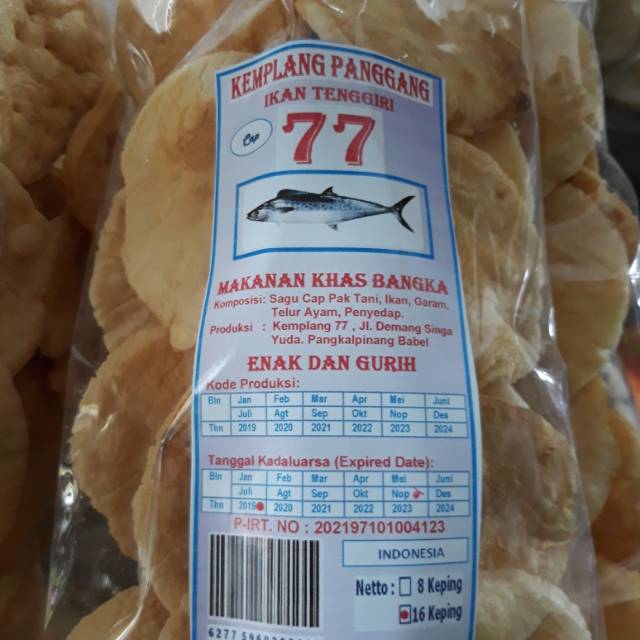 KEMPLANG PANGGANG
IKAN TENGGIRI
Cap
77
MAKANAN KHAS BANGKA
Komposisi: Sagu Cap Pak Tani, Ikan, Garam,
Telur Ayam, Penyedap.
Produksi : Kemplang 77 , Jl. Demang Singa
Yuda. Pangkalpinang Babel
ENAK DAN GURIH
Kode Produksi:
Bln Jan Feb Mar Apr Mei Juni
Juli Agt Sep Okt Nop Des
Thn 2019 2020 2021 2022 2023 2024
Tanggal Kadaluarsa (Expired Date):
Bln Jan Feb Mar Apr Mei Juni
Juli Agt Sep Okt Nop Des
Thn 2019 2020 2021 2022 2023 2024
P-IRT. NO : 202197101004123
INDONESIA
Netto : 8 Keping
16 Keping